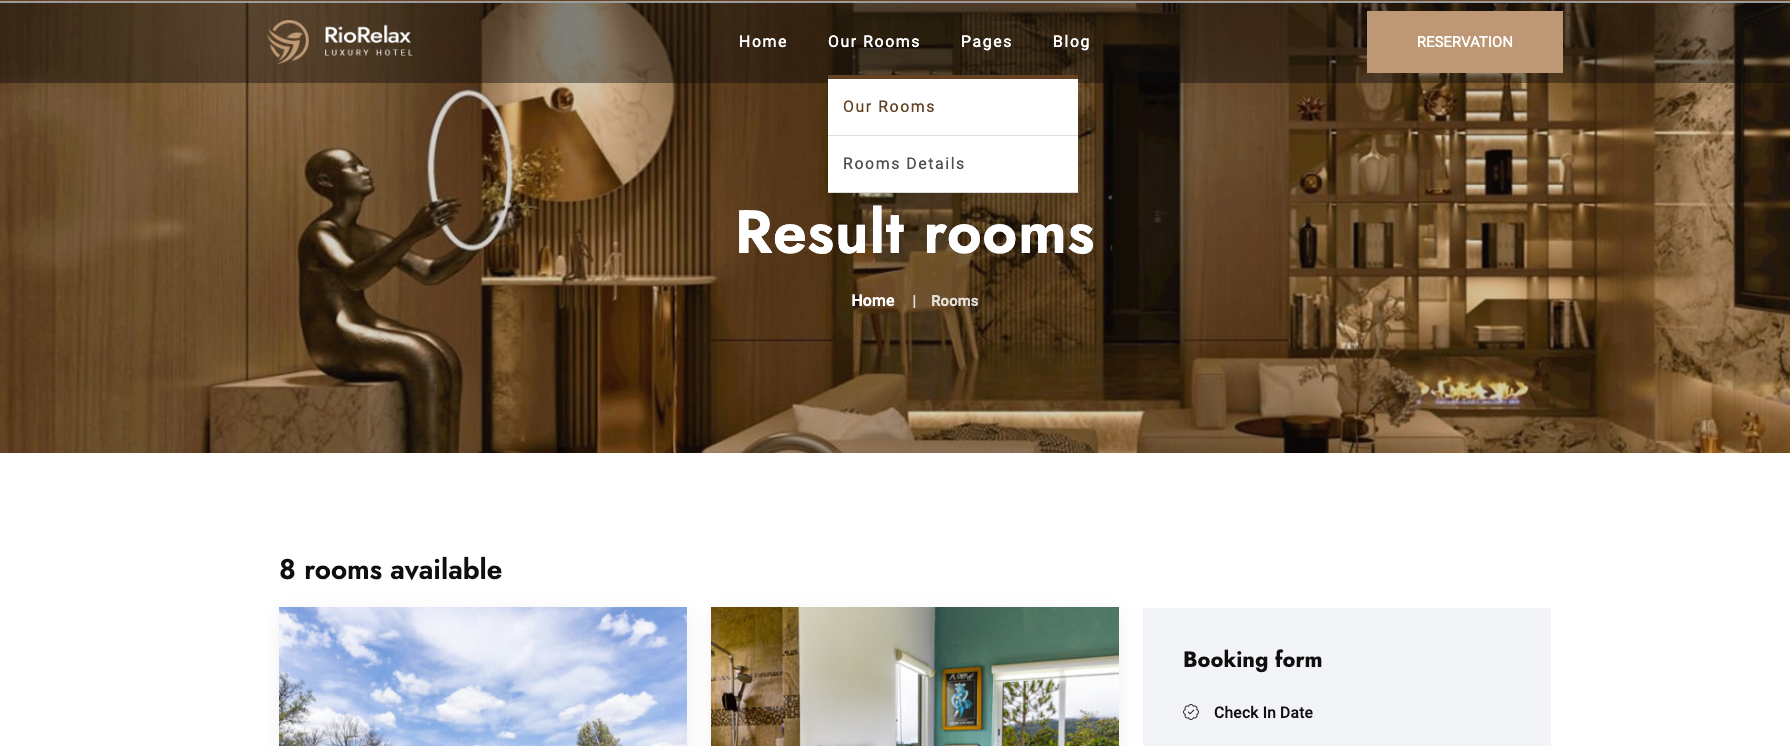 RioRelax
LUXURY HOTEL
Home
Our Rooms
Pages
Blog
RESERVATION
Our Rooms
Rooms Details
Result rooms
Home | Rooms
8 rooms available
Booking form
Check In Date